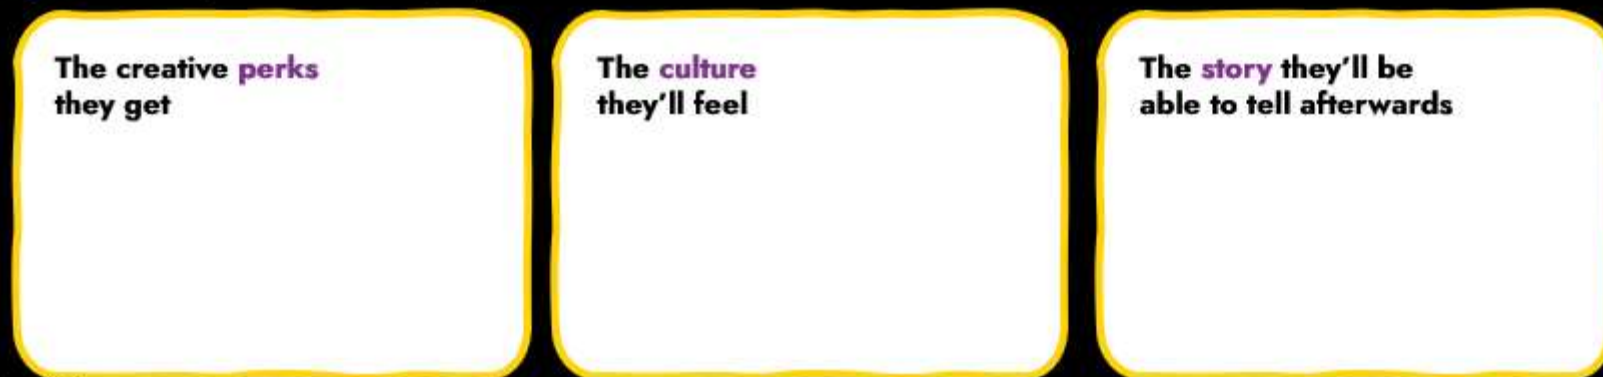 The creative perks
they get
The culture
they’ll feel
The story they’ll be
able to tell afterwards